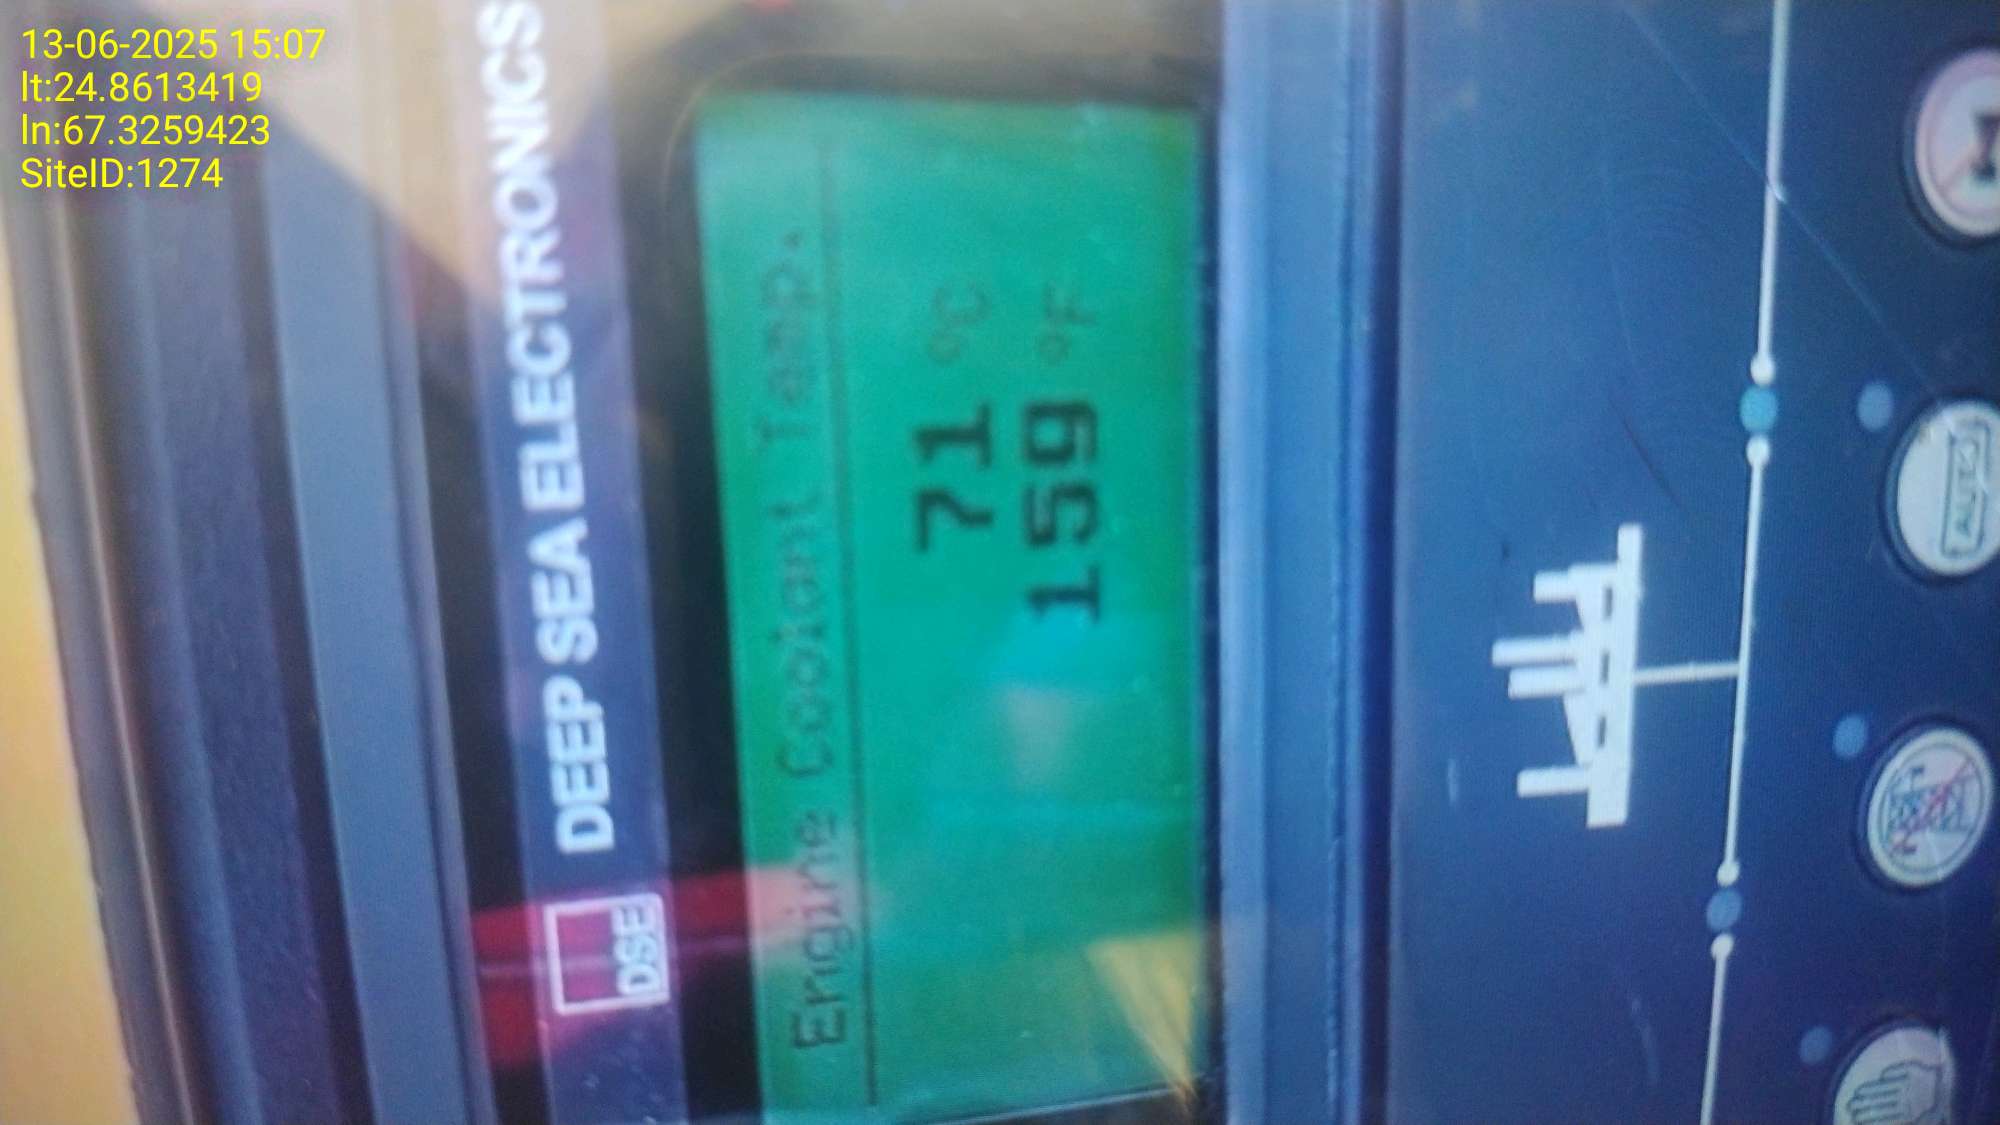 13-06-2025 15:07
lt:24.8613419
ln:67.3259423
SiteID:1274
DSE
DEEP SEA ELECTRONICS
Engine Coolant Temp.
71 °C
159 °F
AUTO